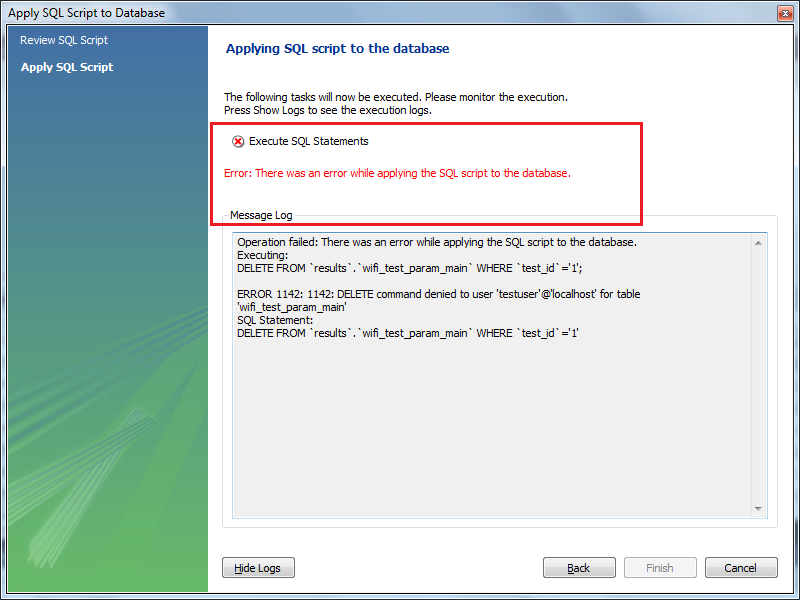 Apply SQL Script to Database
Review SQL Script
Apply SQL Script
Applying SQL script to the database
The following tasks will now be executed. Please monitor the execution.
Press Show Logs to see the execution logs.
Execute SQL Statements
Error: There was an error while applying the SQL script to the database.
Message Log
Operation failed: There was an error while applying the SQL script to the database.
Executing:
DELETE FROM `results`.`wifi_test_param_main` WHERE `test_id`='1';
ERROR 1142: 1142: DELETE command denied to user 'testuser'@'localhost' for table
'wifi_test_param_main'
SQL Statement:
DELETE FROM `results`.`wifi_test_param_main` WHERE `test_id`='1'
Hide Logs
Back
Finish
Cancel